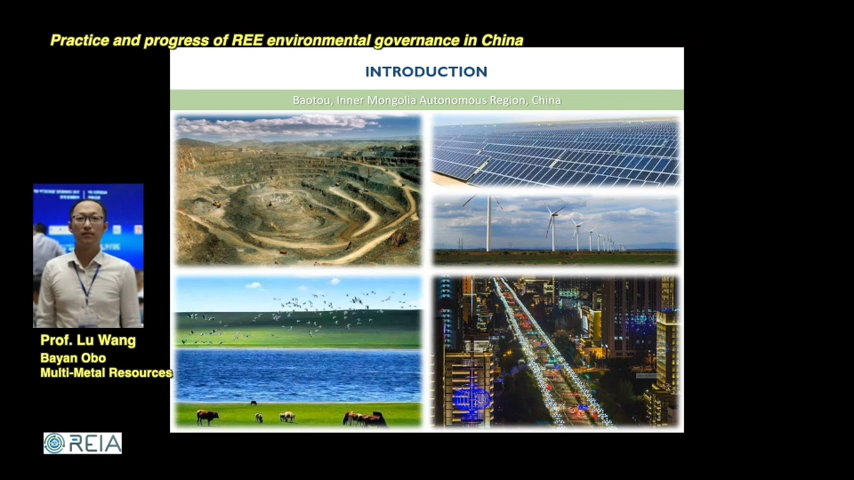 Practice and progress of REE environmental governance in China
INTRODUCTION
Baotou, Inner Mongolia Autonomous Region, China
Prof. Lu Wang
Bayan Obo
Multi-Metal Resources
REIA